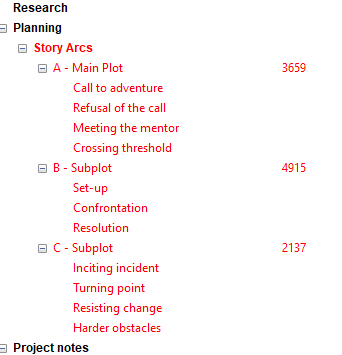 Research
Planning
Story Arcs
A - Main Plot 3659
Call to adventure
Refusal of the call
Meeting the mentor
Crossing threshold
B - Subplot 4915
Set-up
Confrontation
Resolution
C - Subplot 2137
Inciting incident
Turning point
Resisting change
Harder obstacles
Project notes